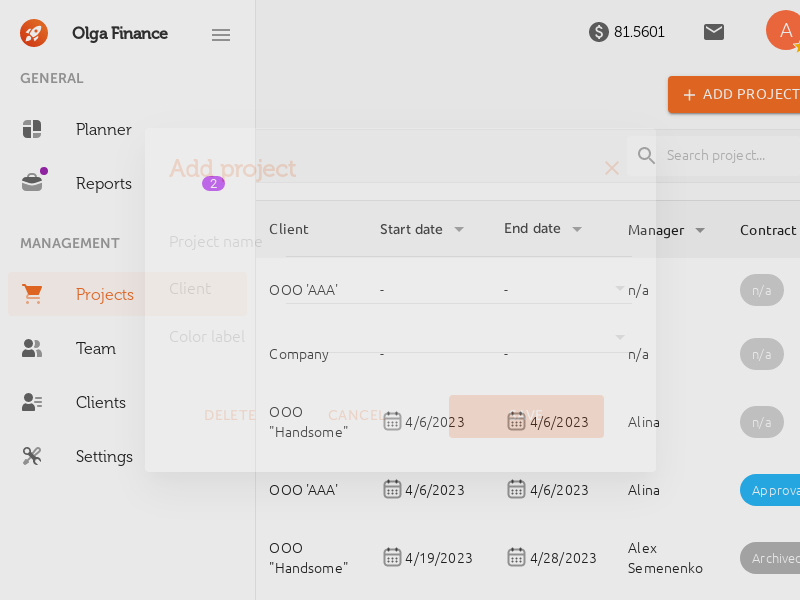 Olga Finance
81.5601
A
GENERAL
ADD PROJECT
Planner
Search project...
Add project
Reports
2
Client
Start date
End date
Manager
Contract
Project name
MANAGEMENT
Projects
Client
OOO 'AAA'
-
-
n/a
n/a
Color label
Team
Company
-
-
n/a
n/a
Clients
DELETE
CANCEL
SAVE
OOO
"Handsome"
4/6/2023
4/6/2023
Alina
n/a
Settings
OOO 'AAA'
4/6/2023
4/6/2023
Alina
Approva
OOO
"Handsome"
4/19/2023
4/28/2023
Alex
Semenenko
Archived